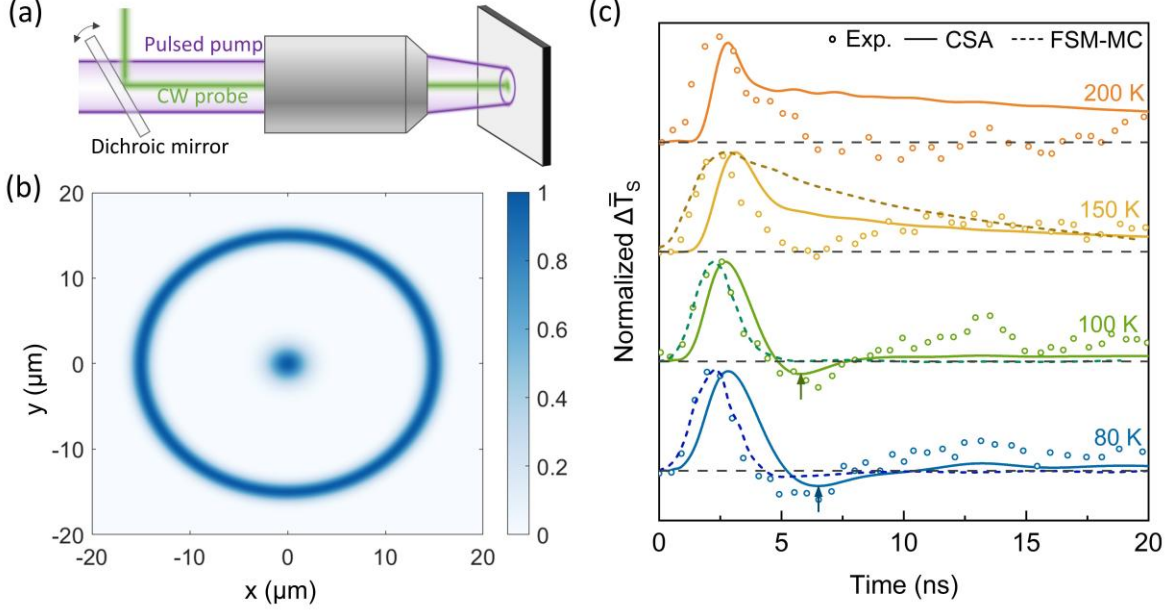 (a)
Pulsed pump
CW probe
Dichroic mirror
(b)
20
10
0
-10
-20
y (μm)
-20
-10
0
10
20
x (μm)
1
0.8
0.6
0.4
0.2
0
(c)
Exp.
CSA
FSM-MC
200 K
150 K
100 K
80 K
Normalized ΔT̿s
0
5
10
15
20
Time (ns)